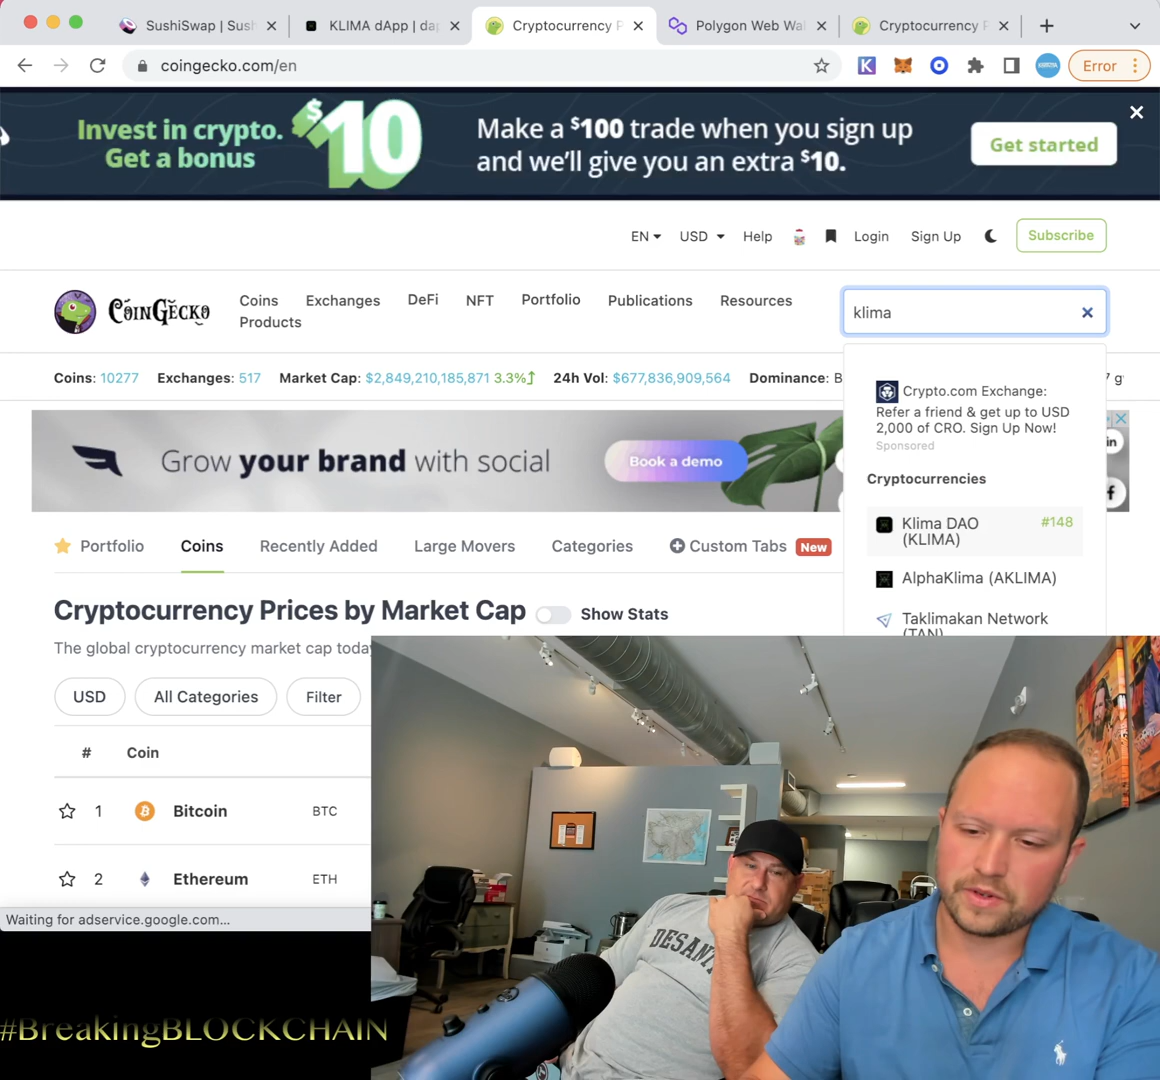 SushiSwap | Sush
KLIMA dApp | dap
Cryptocurrency P
Polygon Web Wal
Cryptocurrency P
coingecko.com/en
K
Error
Invest in crypto.
Get a bonus
$10
Make a $100 trade when you sign up
and we'll give you an extra $10.
Get started
EN
USD
Help
Login
Sign Up
Subscribe
CoinGecko
Coins
Exchanges
DeFi
NFT
Portfolio
Publications
Resources
Products
klima
Coins: 10277
Exchanges: 517
Market Cap: $2,849,210,185,871 3.3%
24h Vol: $677,836,909,564
Dominance: B
7 g
Crypto.com Exchange:
Refer a friend & get up to USD
2,000 of CRO. Sign Up Now!
Sponsored
Grow your brand with social
Book a demo
in
f
Cryptocurrencies
Klima DAO
(KLIMA)
#148
AlphaKlima (AKLIMA)
Taklimakan Network
(TAN)
Portfolio
Coins
Recently Added
Large Movers
Categories
Custom Tabs
New
Cryptocurrency Prices by Market Cap
Show Stats
The global cryptocurrency market cap today
USD
All Categories
Filter
#
Coin
1
Bitcoin
BTC
2
Ethereum
ETH
Waiting for adservice.google.com...
DESANT
#BreakingBLOCKCHAIN